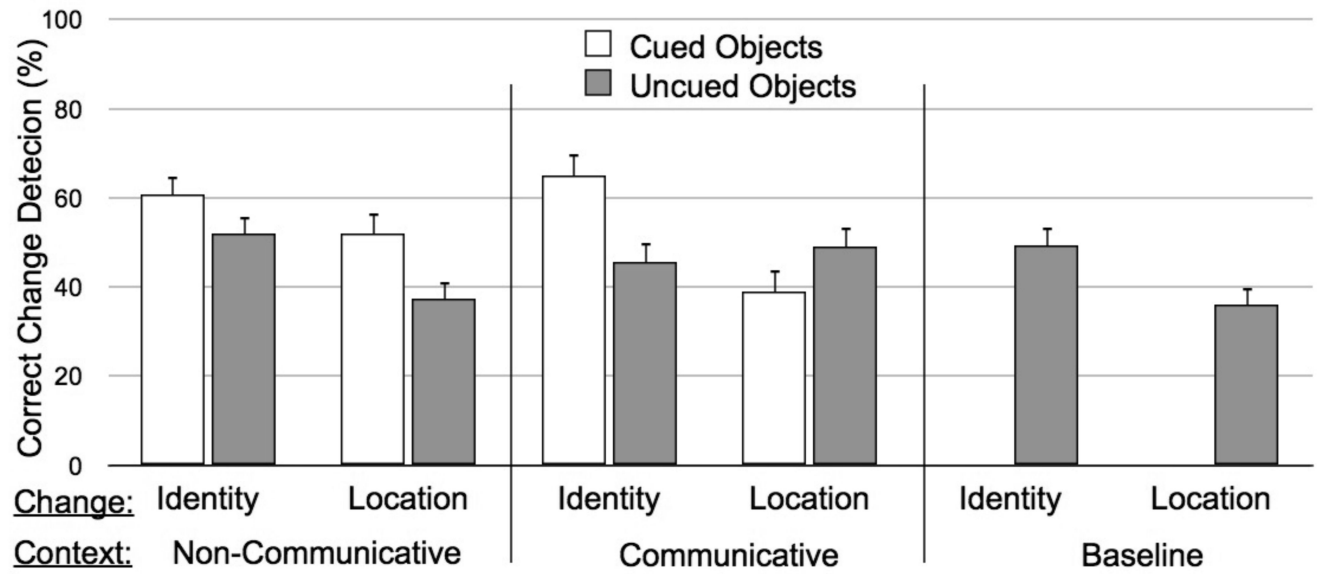 Correct Change Detecion (%)
100
80
60
40
20
0
Cued Objects
Uncued Objects
Change: Identity Location Identity Location Identity Location
Context: Non-Communicative Communicative Baseline